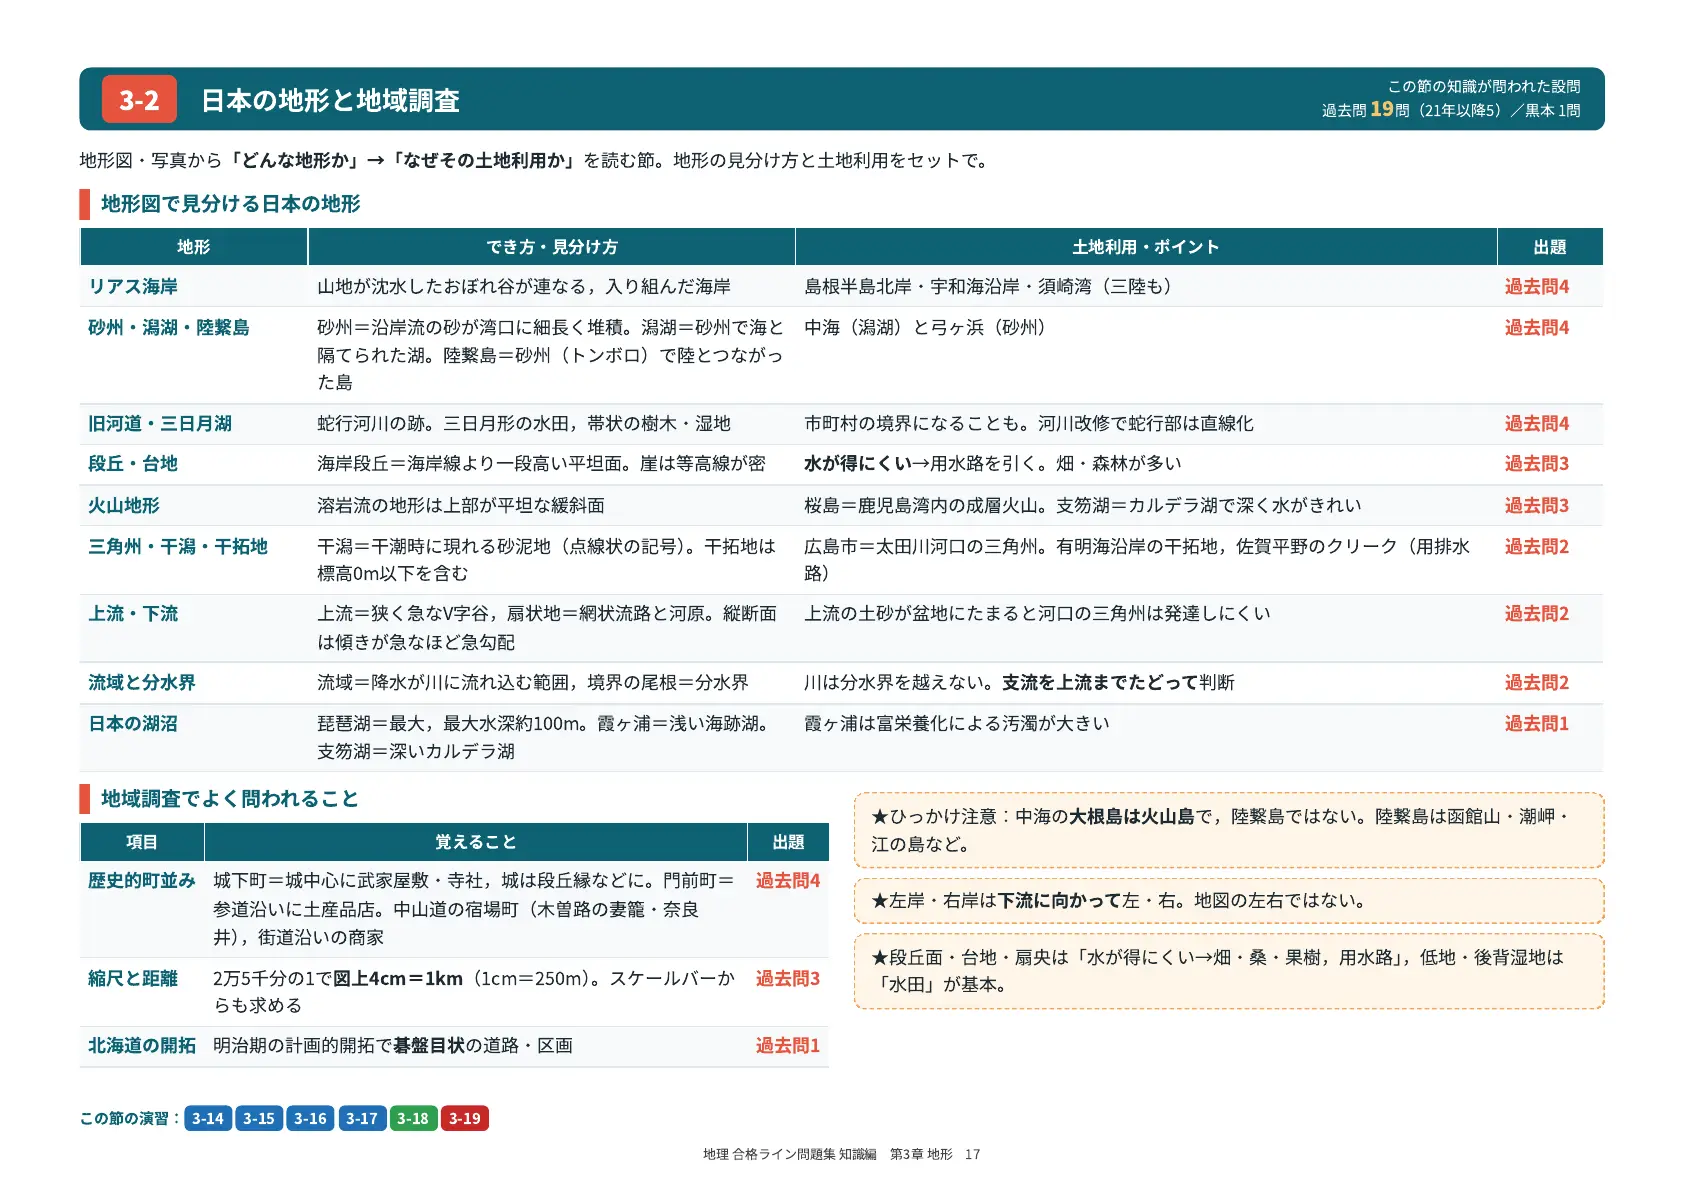 3-2 日本の地形と地域調査
この節の知識が問われた設問
過去問 19問（21年以降5）／黒本 1問
地形図・写真から「どんな地形か」→「なぜその土地利用か」を読む節。地形の見分け方と土地利用をセットで。
地形図で見分ける日本の地形
地形 でき方・見分け方 土地利用・ポイント 出題
リアス海岸 山地が沈水したおぼれ谷が連なる，入り組んだ海岸 島根半島北岸・宇和海沿岸・須崎湾（三陸も） 過去問4
砂州・潟湖・陸繋島 砂州＝沿岸流の砂が湾口に細長く堆積。潟湖＝砂州で海と 中海（潟湖）と弓ヶ浜（砂州） 過去問4
隔てられた湖。陸繋島＝砂州（トンボロ）で陸とつながっ
た島
旧河道・三日月湖 蛇行河川の跡。三日月形の水田，帯状の樹木・湿地 市町村の境界になることも。河川改修で蛇行部は直線化 過去問4
段丘・台地 海岸段丘＝海岸線より一段高い平坦面。崖は等高線が密 水が得にくい→用水路を引く。畑・森林が多い 過去問3
火山地形 溶岩流の地形は上部が平坦な緩斜面 桜島＝鹿児島湾内の成層火山。支笏湖＝カルデラ湖で深く水がきれい 過去問3
三角州・干潟・干拓地 干潟＝干潮時に現れる砂泥地（点線状の記号）。干拓地は 広島市＝太田川河口の三角州。有明海沿岸の干拓地，佐賀平野のクリーク（用排水 過去問2
標高0m以下を含む 路）
上流・下流 上流＝狭く急なV字谷，扇状地＝網状流路と河原。縦断面 上流の土砂が盆地にたまると河口の三角州は発達しにくい 過去問2
は傾きが急なほど急勾配
流域と分水界 流域＝降水が川に流れ込む範囲，境界の尾根＝分水界 川は分水界を越えない。支流を上流までたどって判断 過去問2
日本の湖沼 琵琶湖＝最大，最大水深約100m。霞ヶ浦＝浅い海跡湖。 霞ヶ浦は富栄養化による汚濁が大きい 過去問1
支笏湖＝深いカルデラ湖
地域調査でよく問われること
項目 覚えること 出題
歴史的町並み 城下町＝城中心に武家屋敷・寺社，城は段丘縁などに。門前町＝ 過去問4
参道沿いに土産品店。中山道の宿場町（木曽路の妻籠・奈良
井），街道沿いの商家
縮尺と距離 2万5千分の1で図上4cm＝1km（1cm＝250m）。スケールバーか 過去問3
らも求める
北海道の開拓 明治期の計画的開拓で碁盤目状の道路・区画 過去問1
★ひっかけ注意：中海の大根島は火山島で，陸繋島ではない。陸繋島は函館山・潮岬・
江の島など。
★左岸・右岸は下流に向かって左・右。地図の左右ではない。
★段丘面・台地・扇央は「水が得にくい→畑・桑・果樹，用水路」，低地・後背湿地は
「水田」が基本。
この節の演習： 3-14 3-15 3-16 3-17 3-18 3-19
地理 合格ライン問題集 知識編 第3章 地形 17